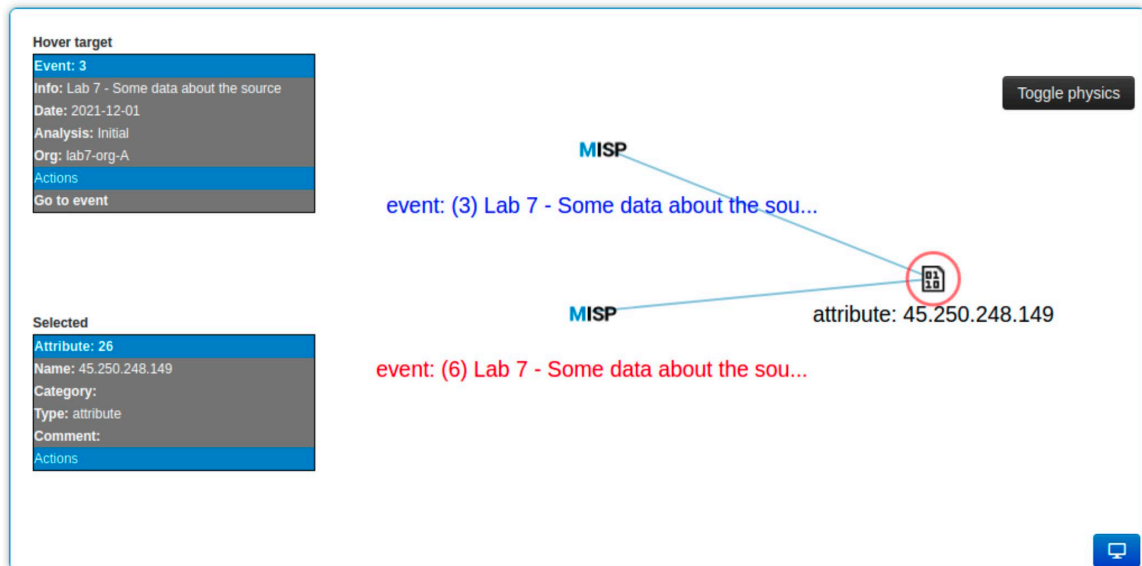 Hover target
Event: 3
Info: Lab 7 - Some data about the source
Date: 2021-12-01
Analysis: Initial
Org: lab7-org-A
Actions
Go to event
Toggle physics
MISP
event: (3) Lab 7 - Some data about the sou...
01
10
attribute: 45.250.248.149
MISP
event: (6) Lab 7 - Some data about the sou...
Selected
Attribute: 26
Name: 45.250.248.149
Category:
Type: attribute
Comment:
Actions